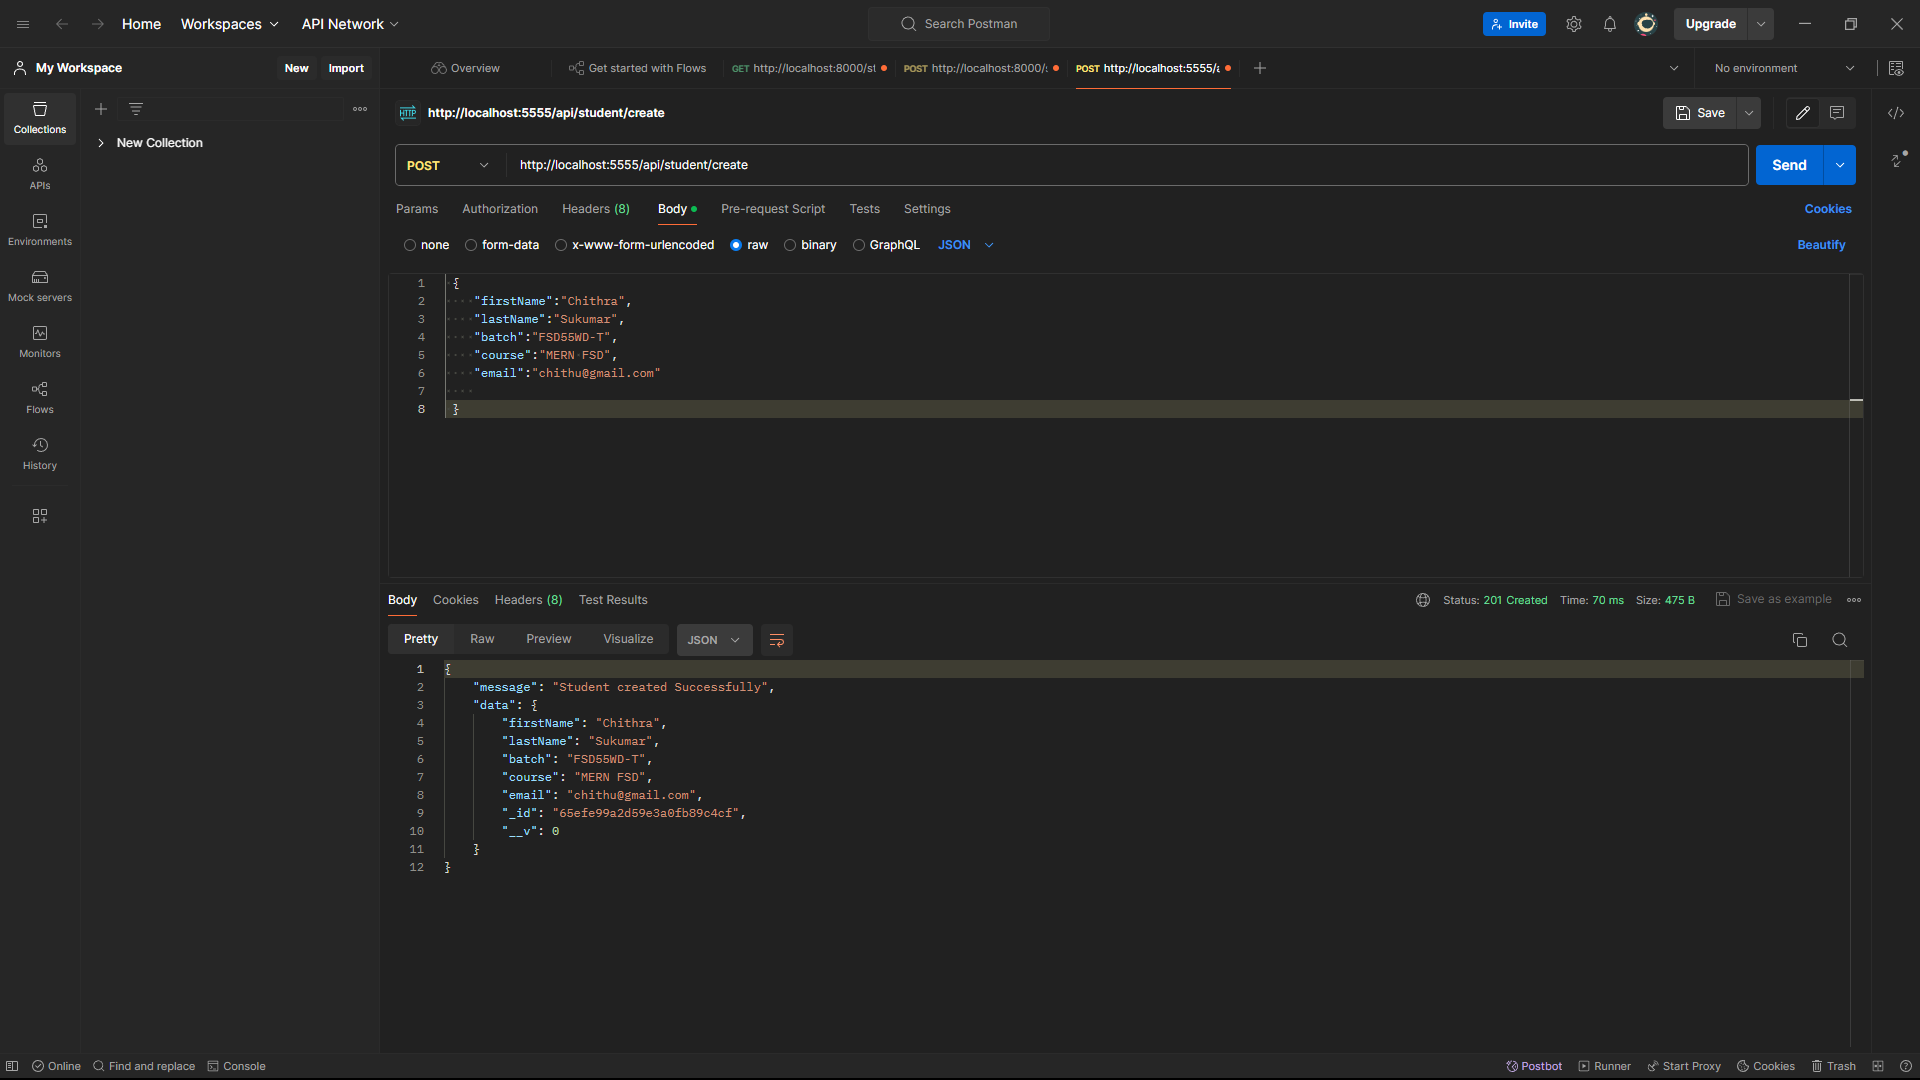 Home Workspaces API Network Search Postman Invite Upgrade
My Workspace New Import Overview Get started with Flows GET http://localhost:8000/st POST http://localhost:8000/s POST http://localhost:5555/a No environment
Collections
New Collection
APIs
Environments
Mock servers
Monitors
Flows
History
HTTP http://localhost:5555/api/student/create Save
POST http://localhost:5555/api/student/create Send
Params Authorization Headers (8) Body Pre-request Script Tests Settings Cookies
none form-data x-www-form-urlencoded raw binary GraphQL JSON Beautify
1 {
2 "firstName":"Chithra",
3 "lastName":"Sukumar",
4 "batch":"FSD55WD-T",
5 "course":"MERN FSD",
6 "email":"chithu@gmail.com"
7
8 }
Body Cookies Headers (8) Test Results Status: 201 Created Time: 70 ms Size: 475 B Save as example
Pretty Raw Preview Visualize JSON
1 {
2 "message": "Student created Successfully",
3 "data": {
4 "firstName": "Chithra",
5 "lastName": "Sukumar",
6 "batch": "FSD55WD-T",
7 "course": "MERN FSD",
8 "email": "chithu@gmail.com",
9 "_id": "65efe99a2d59e3a0fb89c4cf",
10 "__v": 0
11 }
12 }
Online Find and replace Console Postbot Runner Start Proxy Cookies Trash